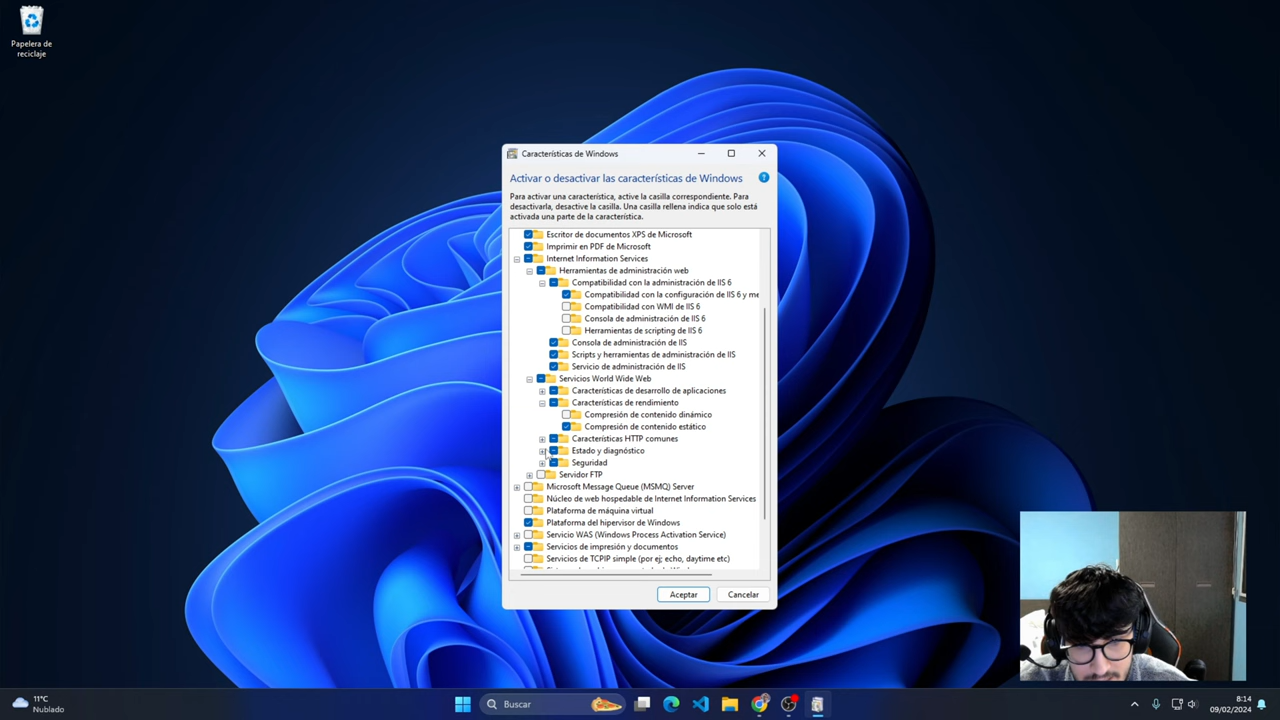 Papelera de
reciclaje
Características de Windows
Activar o desactivar las características de Windows
Para activar una característica, active la casilla correspondiente. Para
desactivarla, desactive la casilla. Una casilla rellena indica que solo está
activada una parte de la característica.
Escritor de documentos XPS de Microsoft
Imprimir en PDF de Microsoft
Internet Information Services
Herramientas de administración web
Compatibilidad con la administración de IIS 6
Compatibilidad con la configuración de IIS 6 y me
Compatibilidad con WMI de IIS 6
Consola de administración de IIS 6
Herramientas de scripting de IIS 6
Consola de administración de IIS
Scripts y herramientas de administración de IIS
Servicio de administración de IIS
Servicios World Wide Web
Características de desarrollo de aplicaciones
Características de rendimiento
Compresión de contenido dinámico
Compresión de contenido estático
Características HTTP comunes
Estado y diagnóstico
Seguridad
Servidor FTP
Microsoft Message Queue (MSMQ) Server
Núcleo de web hospedable de Internet Information Services
Plataforma de máquina virtual
Plataforma del hipervisor de Windows
Servicio WAS (Windows Process Activation Service)
Servicios de impresión y documentos
Servicios de TCPIP simple (por ej; echo, daytime etc)
Aceptar
Cancelar
11°C
Nublado
Buscar
8:14
09/02/2024